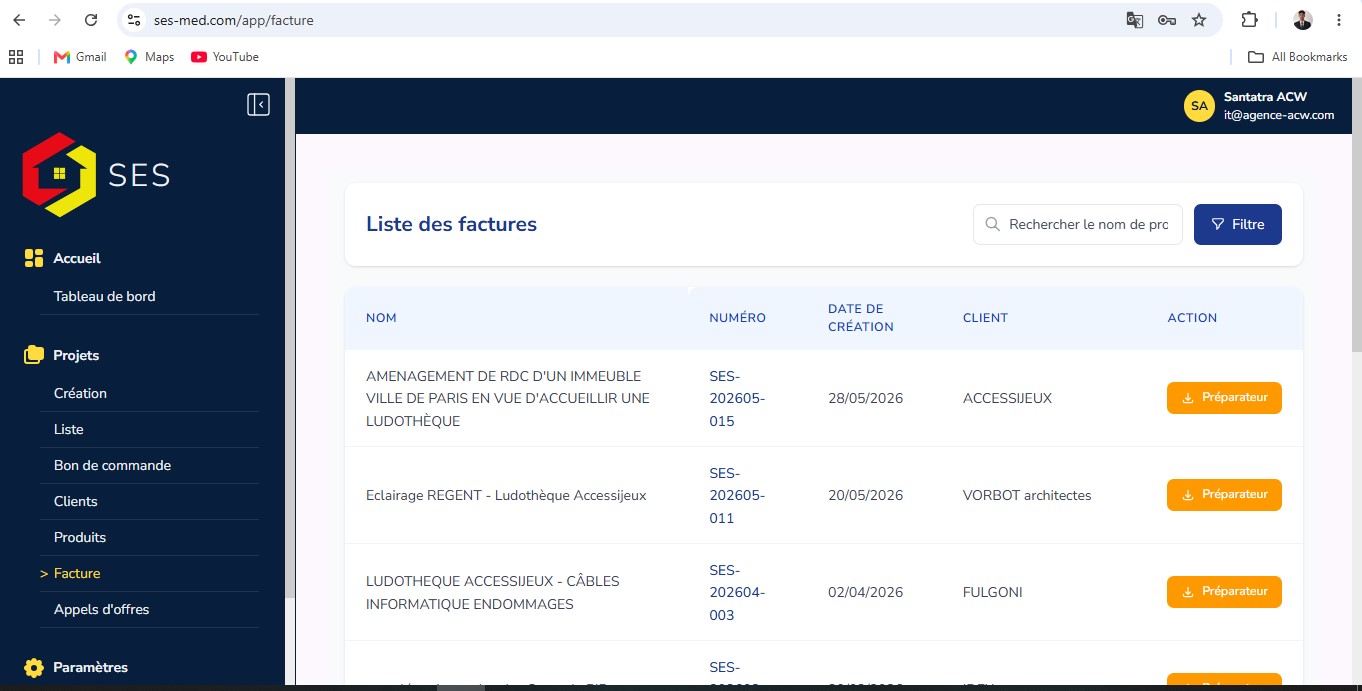 ses-med.com/app/facture
Gmail
Maps
YouTube
All Bookmarks
SA
Santatra ACW
it@agence-acw.com
SES
Accueil
Tableau de bord
Projets
Création
Liste
Bon de commande
Clients
Produits
> Facture
Appels d'offres
Paramètres
Liste des factures
Rechercher le nom de prc
Filtre
NOM
NUMÉRO
DATE DE
CRÉATION
CLIENT
ACTION
AMENAGEMENT DE RDC D'UN IMMEUBLE
VILLE DE PARIS EN VUE D'ACCUEILLIR UNE
LUDOTHÈQUE
SES-
202605-
015
28/05/2026
ACCESSIJEUX
Préparateur
Eclairage REGENT - Ludothèque Accessijeux
SES-
202605-
011
20/05/2026
VORBOT architectes
Préparateur
LUDOTHEQUE ACCESSIJEUX - CÂBLES
INFORMATIQUE ENDOMMAGES
SES-
202604-
003
02/04/2026
FULGONI
Préparateur
SES-